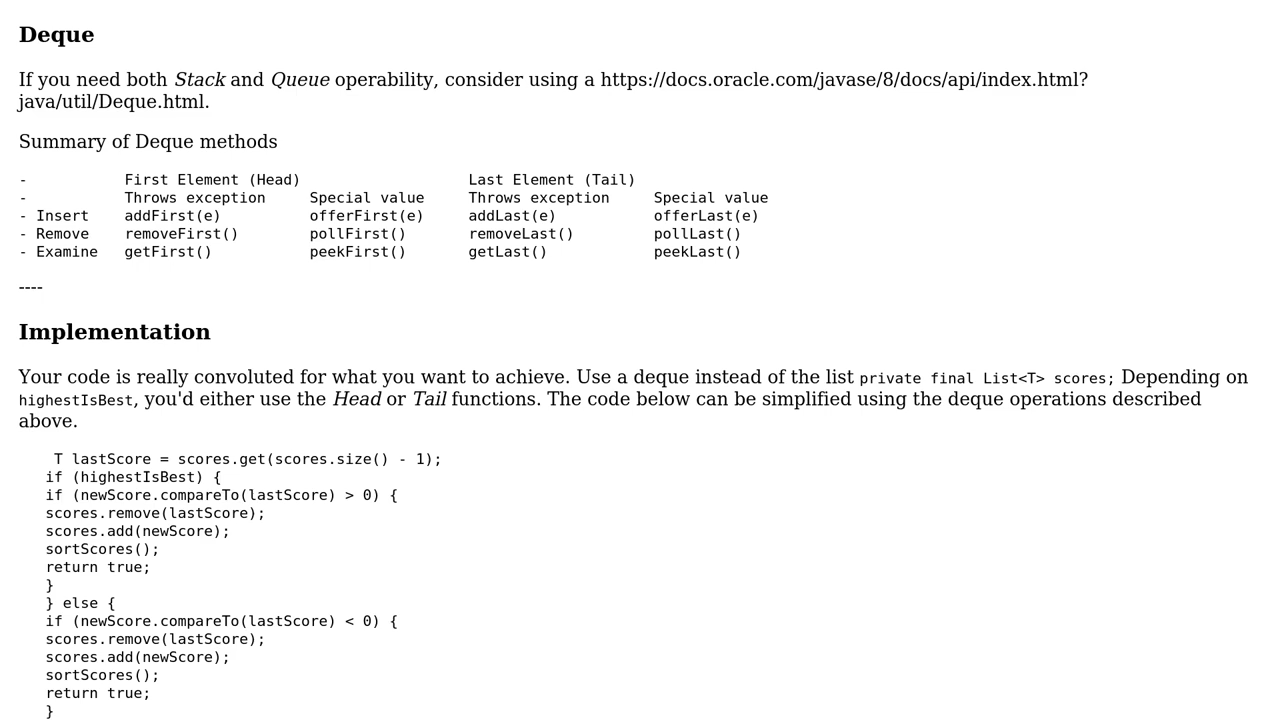 Deque
If you need both Stack and Queue operability, consider using a https://docs.oracle.com/javase/8/docs/api/index.html?
java/util/Deque.html.
Summary of Deque methods
-           First Element (Head)                   Last Element (Tail)
-           Throws exception     Special value     Throws exception     Special value
- Insert    addFirst(e)          offerFirst(e)     addLast(e)           offerLast(e)
- Remove    removeFirst()        pollFirst()       removeLast()         pollLast()
- Examine   getFirst()           peekFirst()       getLast()            peekLast()
----
Implementation
Your code is really convoluted for what you want to achieve. Use a deque instead of the list private final List<T> scores; Depending on
highestIsBest, you'd either use the Head or Tail functions. The code below can be simplified using the deque operations described
above.
    T lastScore = scores.get(scores.size() - 1);
   if (highestIsBest) {
   if (newScore.compareTo(lastScore) > 0) {
   scores.remove(lastScore);
   scores.add(newScore);
   sortScores();
   return true;
   }
   } else {
   if (newScore.compareTo(lastScore) < 0) {
   scores.remove(lastScore);
   scores.add(newScore);
   sortScores();
   return true;
   }